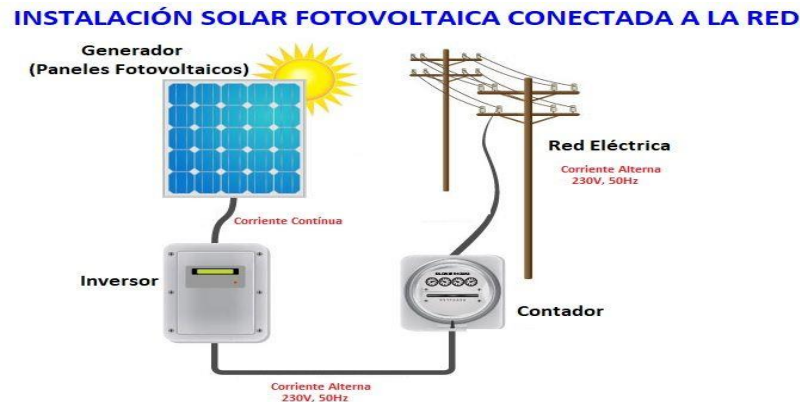 INSTALACIÓN SOLAR FOTOVOLTAICA CONECTADA A LA RED
Generador
(Paneles Fotovoltaicos)
Red Eléctrica
Corriente Alterna
230V, 50Hz
Corriente Contínua
Inversor
Contador
Corriente Alterna
230V, 50Hz